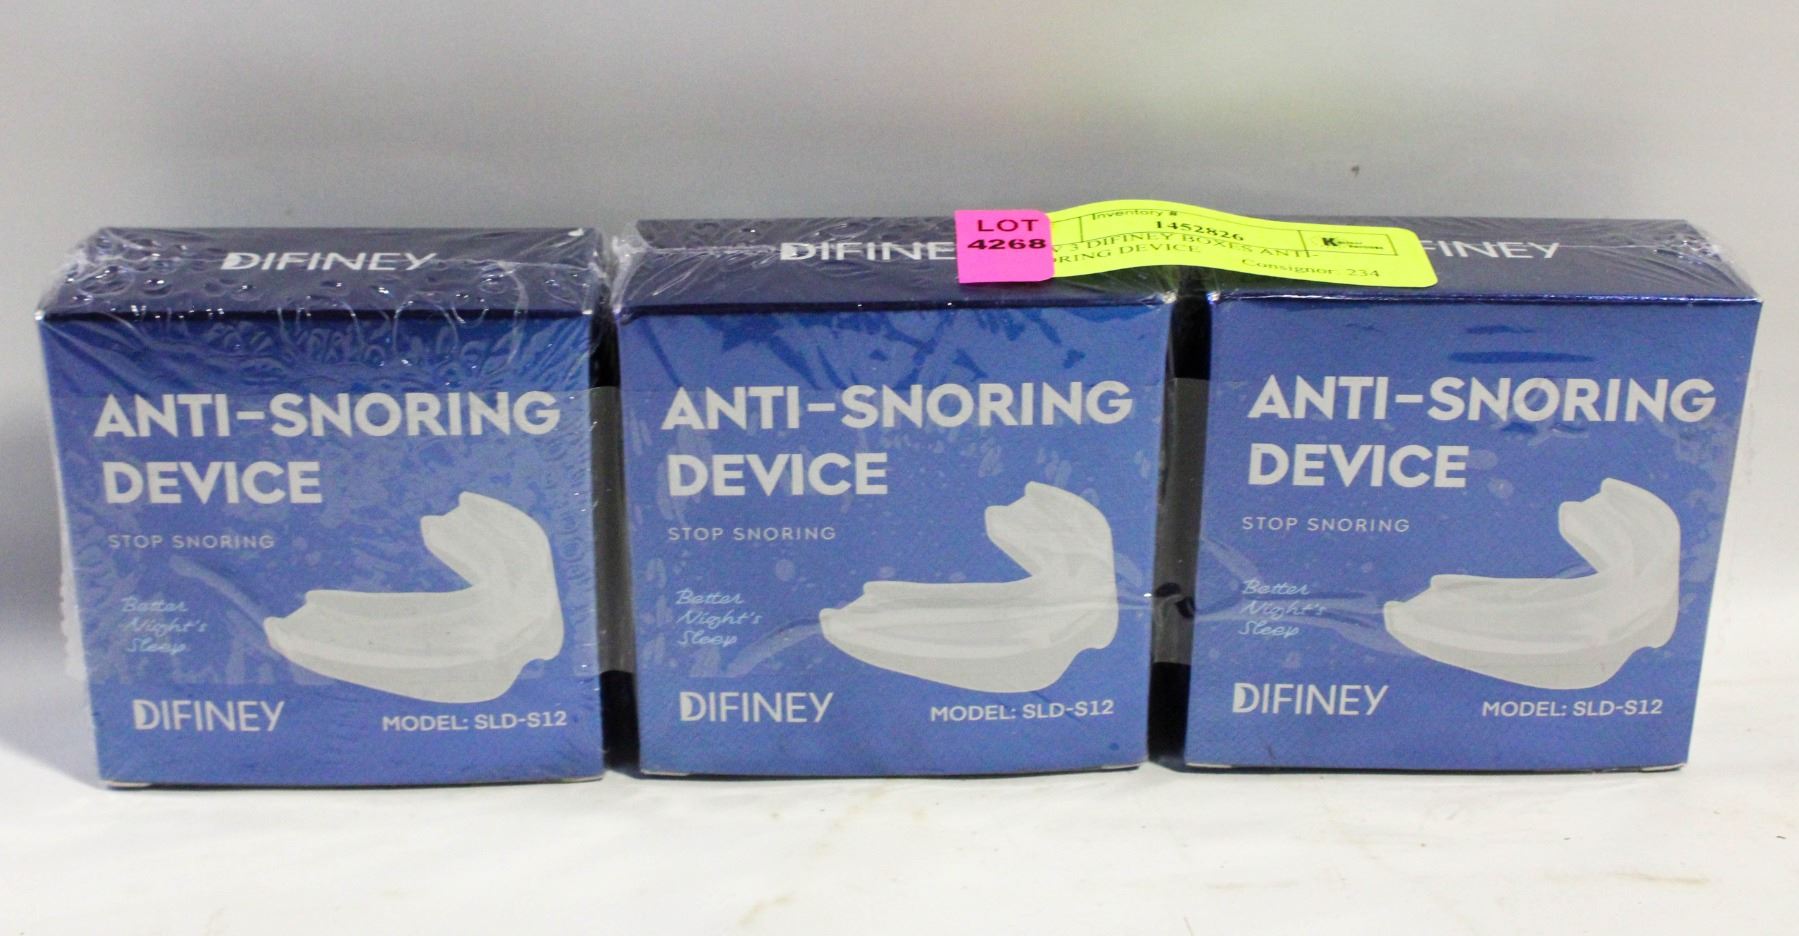 DIFINEY
ANTI-SNORING
DEVICE
STOP SNORING
Better
Night's
Sleep
DIFINEY
MODEL: SLD-S12
DIFINE
LOT
4268
Inventory #
1452826
3 DIFINEY BOXES ANTI-
ORING DEVICE
Consignor: 234
ANTI-SNORING
DEVICE
STOP SNORING
Better
Night's
Sleep
DIFINEY
MODEL: SLD-S12
FINEY
ANTI-SNORING
DEVICE
STOP SNORING
Better
Night's
Sleep
DIFINEY
MODEL: SLD-S12